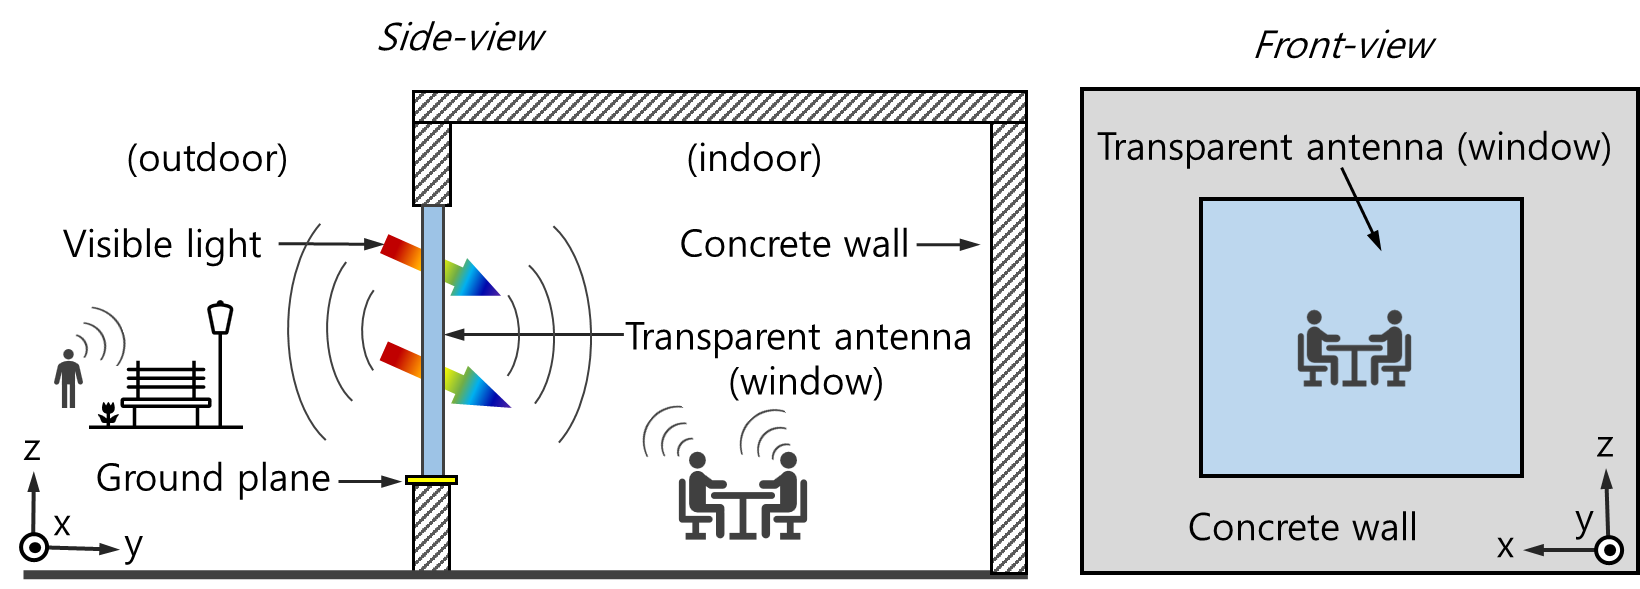 Side-view
(outdoor)
(indoor)
Visible light
Concrete wall
Transparent antenna
(window)
Ground plane
z
x
y
Front-view
Transparent antenna (window)
Concrete wall
z
y
x